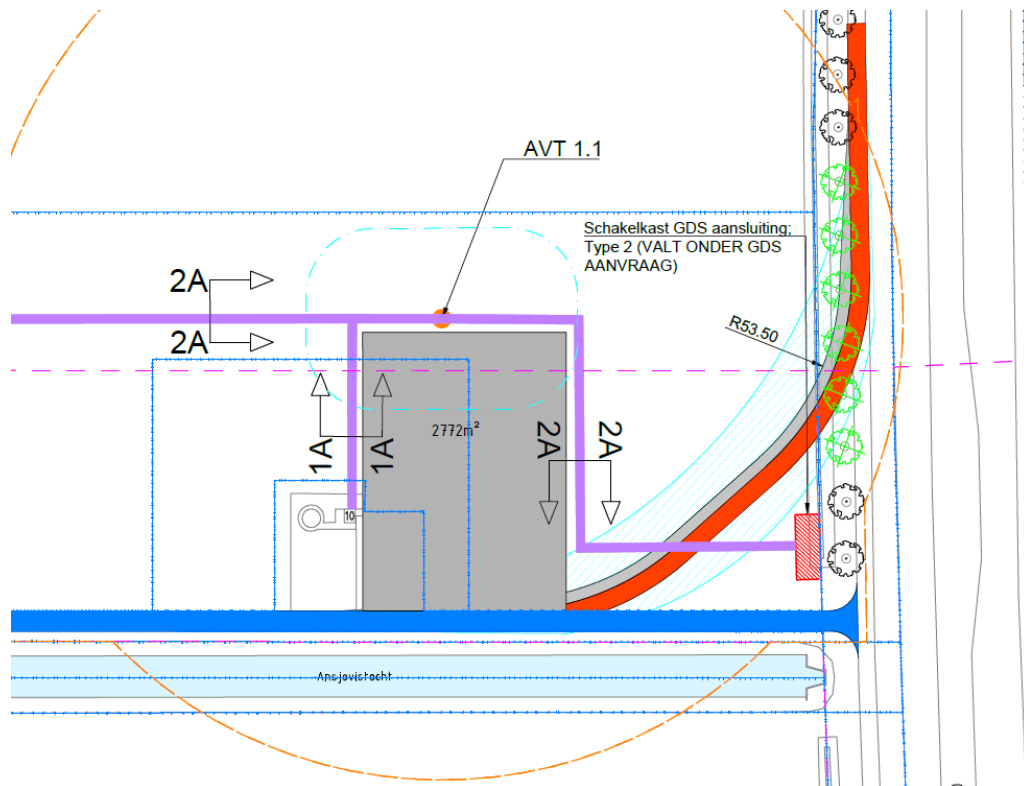 AVT 1.1
Schakelkast GDS aansluiting;
Type 2 (VALT ONDER GDS
AANVRAAG)
2A
2A
R53.50
1A
1A
2772m²
2A
2A
10
Ansjovistocht